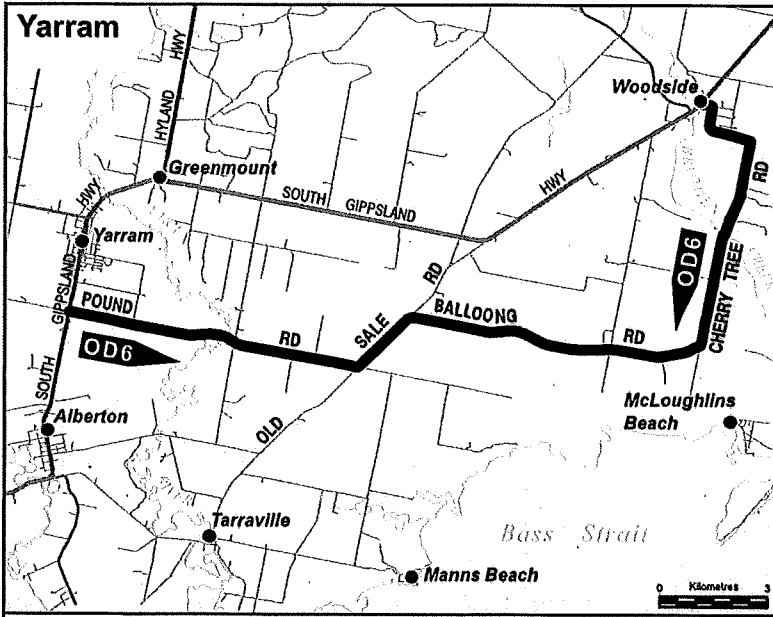 Yarram
HWY
HYLAND
Woodside
Greenmount
HWY
SOUTH GIPPSLAND HWY
RD
Yarram
GIPPSLAND
POUND RD
OD6
SALE
RD
BALLOONG RD
OD6
CHERRY TREE
SOUTH
Alberton
OLD
McLoughlins
Beach
Tarraville
Bass Strait
Manns Beach
0 Kilometres 3